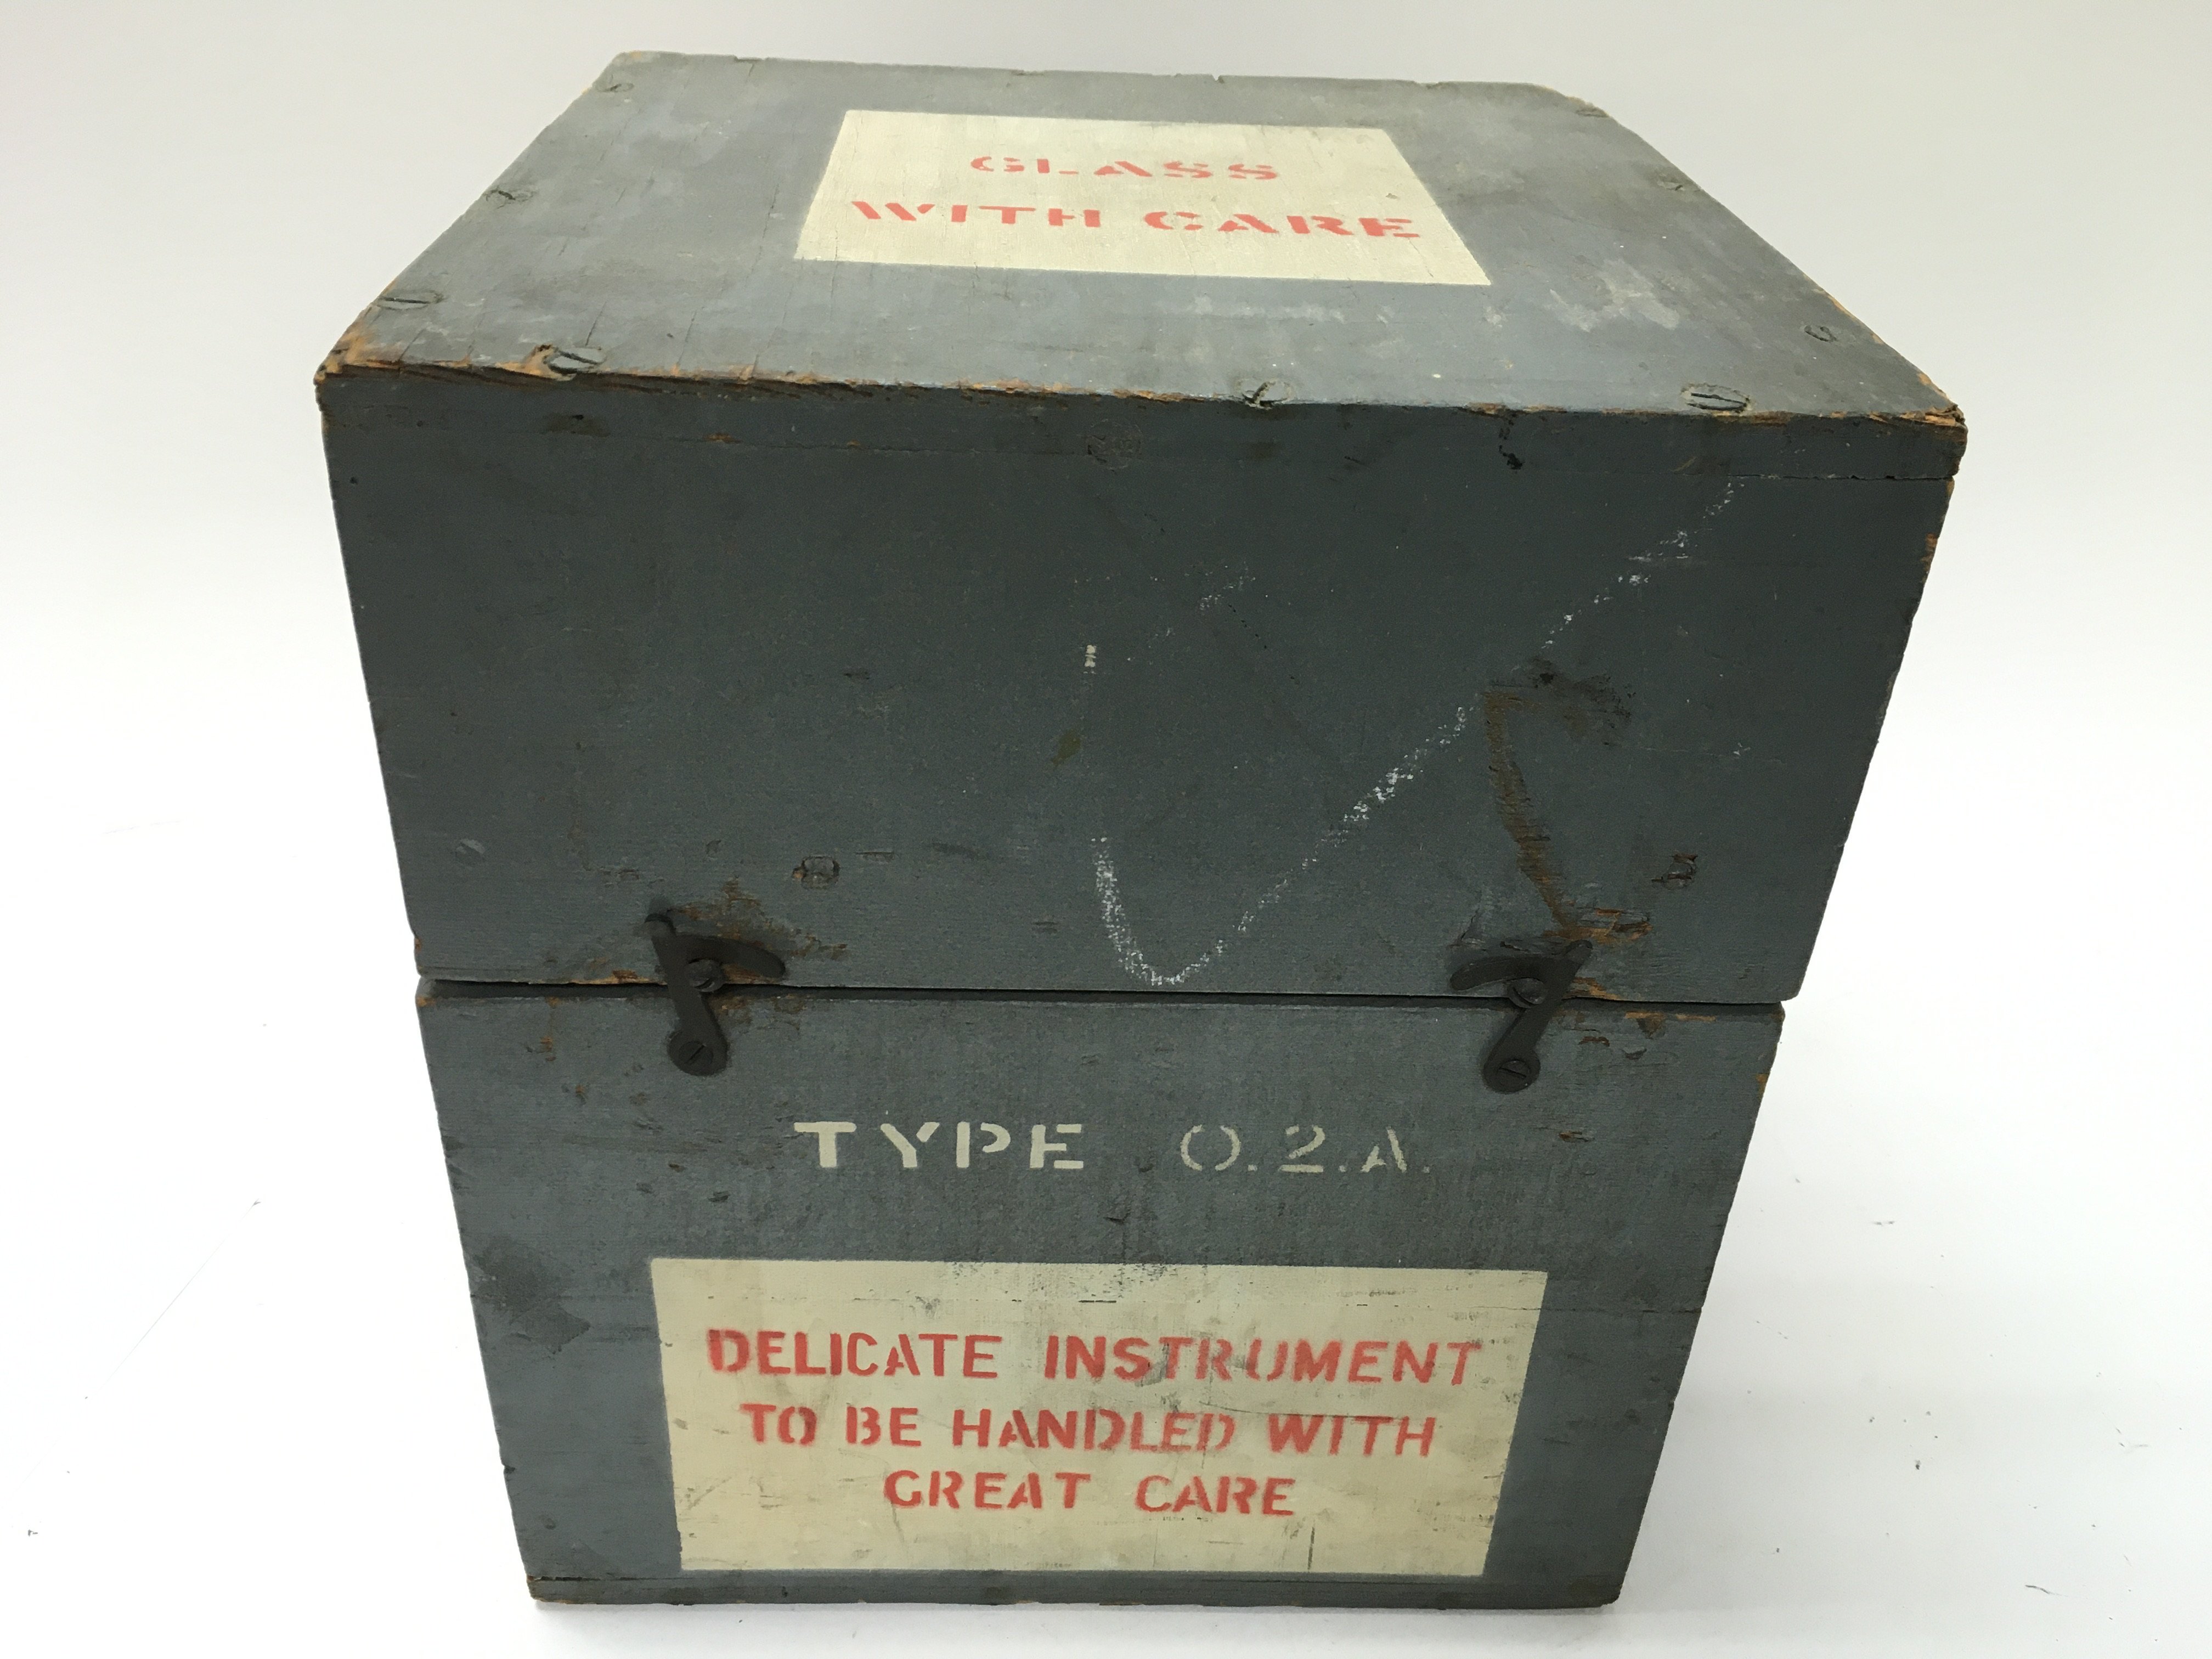 GLASS
WITH CARE
TYPE O.2.A.
DELICATE INSTRUMENT
TO BE HANDLED WITH
GREAT CARE